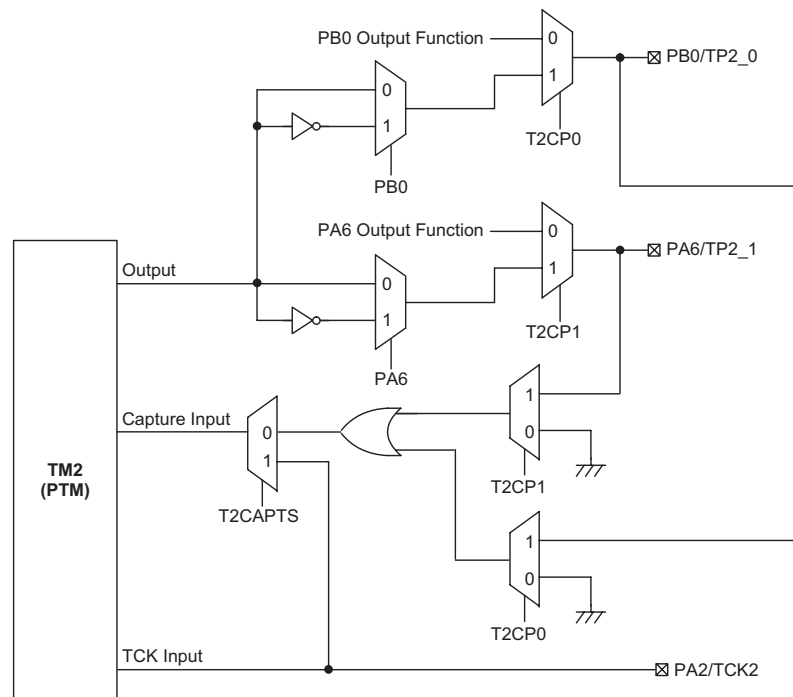 PB0 Output Function
0
1
T2CP0
PB0/TP2_0
0
1
PB0
PA6 Output Function
0
1
T2CP1
PA6/TP2_1
Output
0
1
PA6
Capture Input
0
1
T2CAPTS
1
0
T2CP1
TM2
(PTM)
1
0
T2CP0
TCK Input
PA2/TCK2